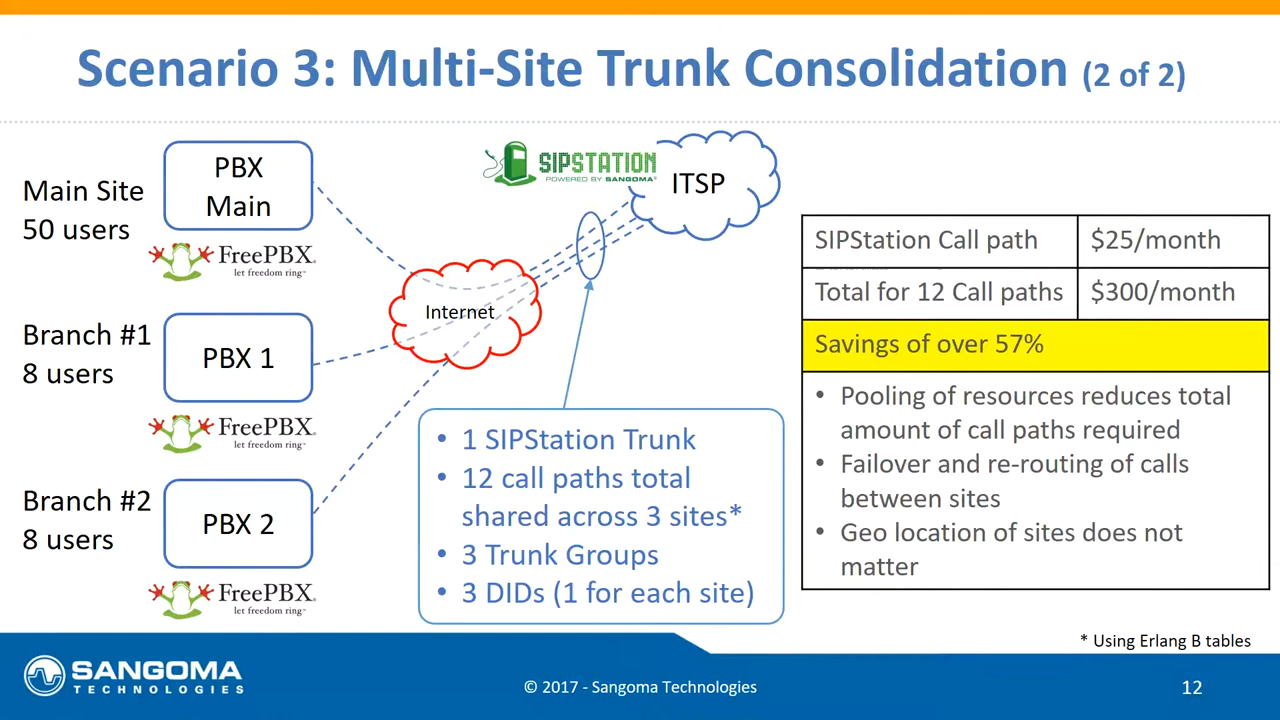 Scenario 3: Multi-Site Trunk Consolidation (2 of 2)
Main Site
50 users
PBX
Main
FreePBX®
let freedom ring™
SIPSTATION
POWERED BY SANGOMA®
ITSP
Internet
Branch #1
8 users
PBX 1
FreePBX®
let freedom ring™
Branch #2
8 users
PBX 2
FreePBX®
let freedom ring™
• 1 SIPStation Trunk
• 12 call paths total
shared across 3 sites*
• 3 Trunk Groups
• 3 DIDs (1 for each site)
SIPStation Call path $25/month
Total for 12 Call paths $300/month
Savings of over 57%
• Pooling of resources reduces total
amount of call paths required
• Failover and re-routing of calls
between sites
• Geo location of sites does not
matter
* Using Erlang B tables
SANGOMA
TECHNOLOGIES
© 2017 - Sangoma Technologies
12